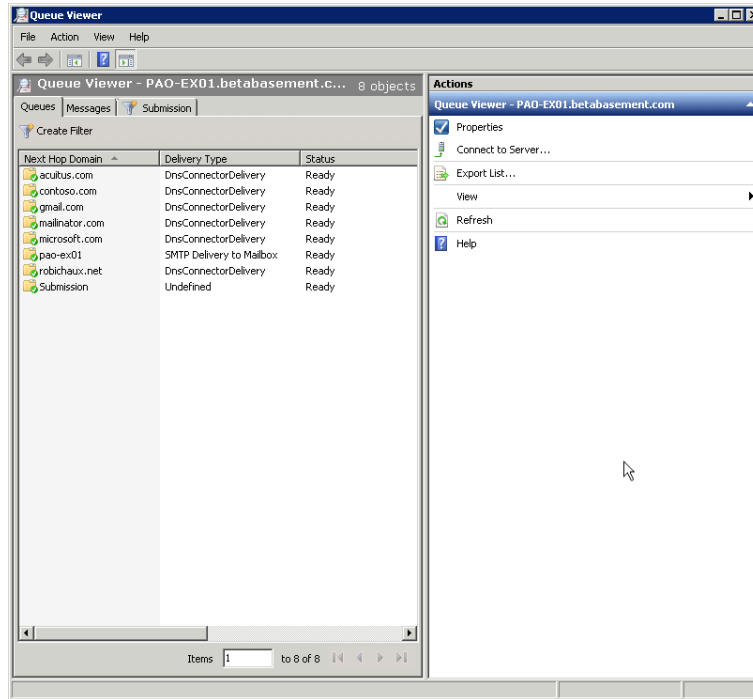 Queue Viewer
File Action View Help
Queue Viewer - PAO-EX01.betabasement.c... 8 objects
Queues Messages Submission
Create Filter
Next Hop Domain Delivery Type Status
acuitus.com DnsConnectorDelivery Ready
contoso.com DnsConnectorDelivery Ready
gmail.com DnsConnectorDelivery Ready
mailinator.com DnsConnectorDelivery Ready
microsoft.com DnsConnectorDelivery Ready
pao-ex01 SMTP Delivery to Mailbox Ready
robichaux.net DnsConnectorDelivery Ready
Submission Undefined Ready
Items 1 to 8 of 8
Actions
Queue Viewer - PAO-EX01.betabasement.com
Properties
Connect to Server...
Export List...
View
Refresh
Help